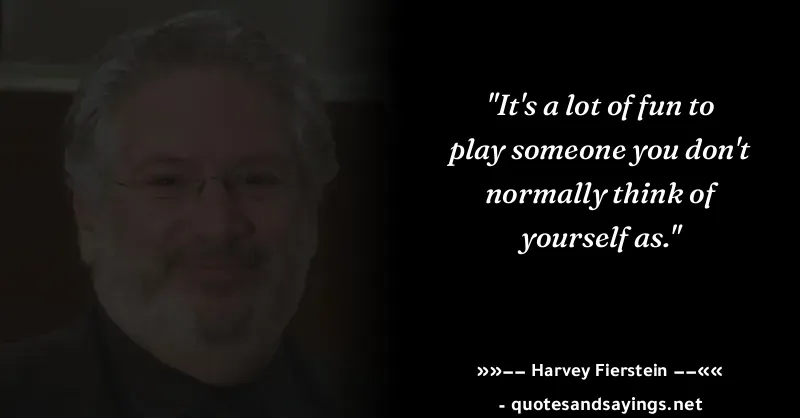 "It's a lot of fun to
play someone you don't
normally think of
yourself as."
»»−− Harvey Fierstein −−««
- quotesandsayings.net